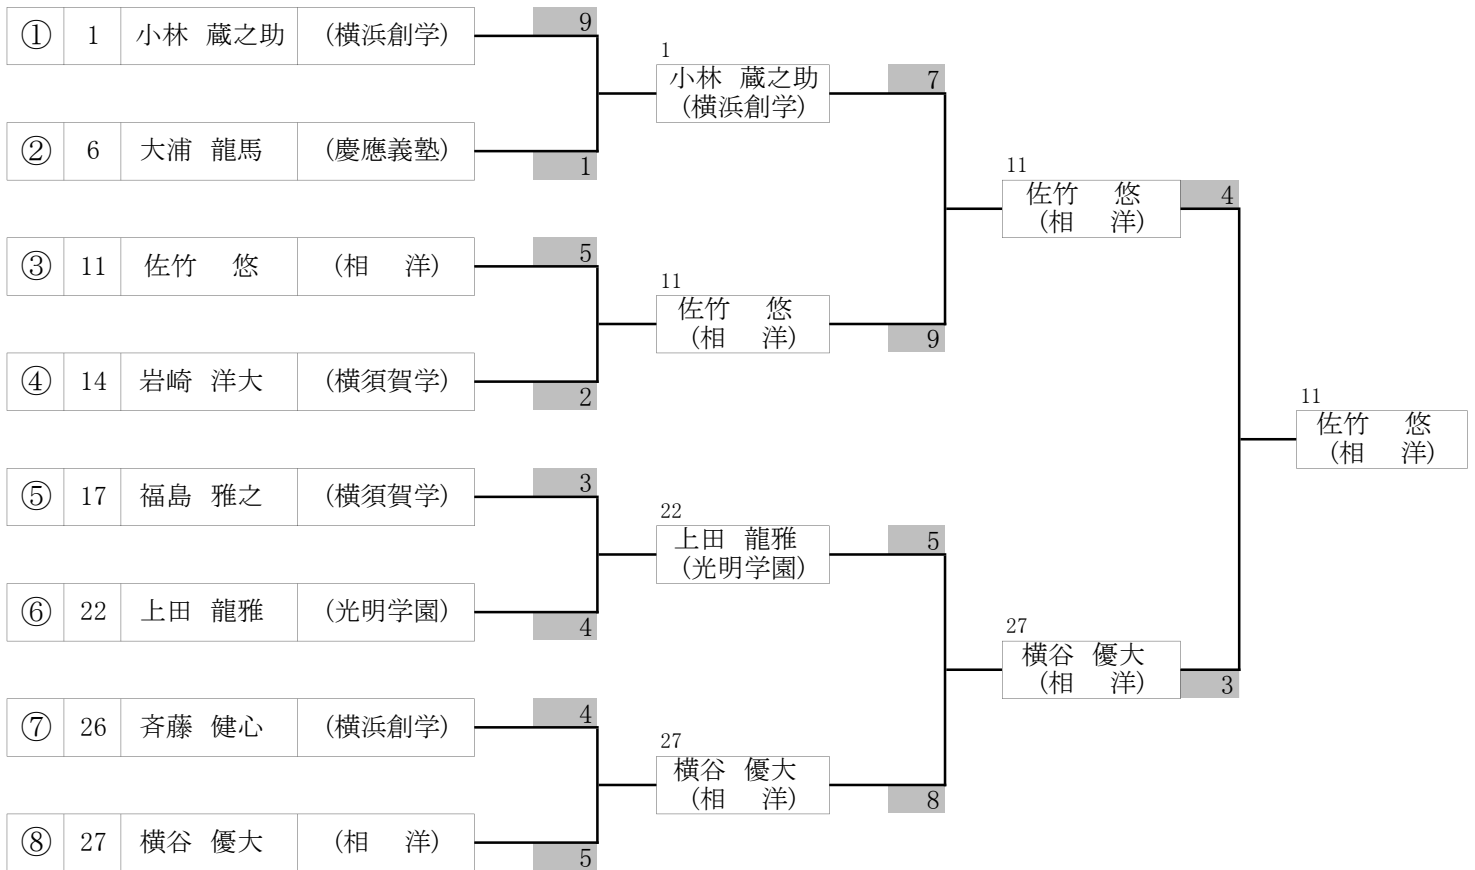 ① 1 小林 蔵之助 (横浜創学) 9
1
小林 蔵之助 7
(横浜創学)
② 6 大浦 龍馬 (慶應義塾) 1
11
佐竹 悠 4
(相 洋)
③ 11 佐竹 悠 (相 洋) 5
11
佐竹 悠
(相 洋) 9
④ 14 岩崎 洋大 (横須賀学) 2
11
佐竹 悠
(相 洋)
⑤ 17 福島 雅之 (横須賀学) 3
22
上田 龍雅 5
(光明学園)
⑥ 22 上田 龍雅 (光明学園) 4
27
横谷 優大
(相 洋) 3
⑦ 26 斉藤 健心 (横浜創学) 4
27
横谷 優大
(相 洋) 8
⑧ 27 横谷 優大 (相 洋) 5